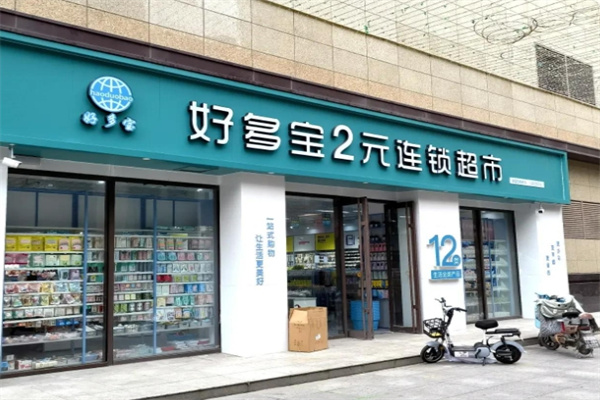 haoduobao
好多宝
好多宝2元连锁超市
一站式购物
让生活更美好
12